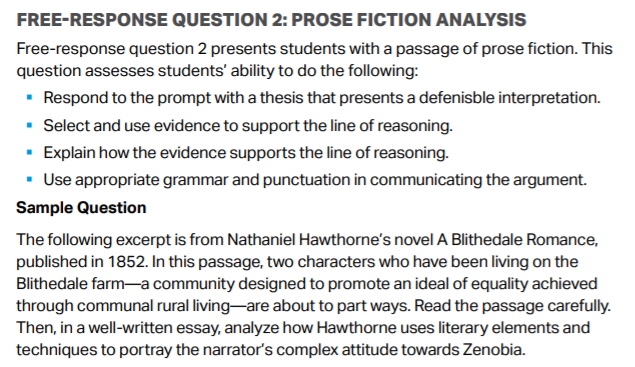 FREE-RESPONSE QUESTION 2: PROSE FICTION ANALYSIS
Free-response question 2 presents students with a passage of prose fiction. This
question assesses students' ability to do the following:
▪ Respond to the prompt with a thesis that presents a defenisble interpretation.
▪ Select and use evidence to support the line of reasoning.
▪ Explain how the evidence supports the line of reasoning.
▪ Use appropriate grammar and punctuation in communicating the argument.
Sample Question
The following excerpt is from Nathaniel Hawthorne's novel A Blithedale Romance,
published in 1852. In this passage, two characters who have been living on the
Blithedale farm—a community designed to promote an ideal of equality achieved
through communal rural living—are about to part ways. Read the passage carefully.
Then, in a well-written essay, analyze how Hawthorne uses literary elements and
techniques to portray the narrator's complex attitude towards Zenobia.